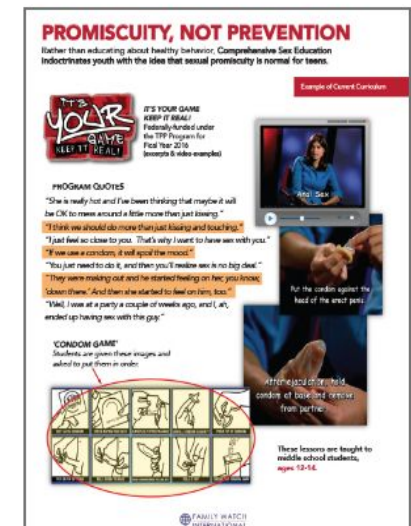 PROMISCUITY, NOT PREVENTION
Rather than educating about healthy behavior, Comprehensive Sex Education
indoctrinates youth with the idea that sexual promiscuity is normal for teens.
Example of Current Curriculum
IT'S
YOUR
GAME
KEEP IT REAL!
IT'S YOUR GAME
KEEP IT REAL!
Federally-funded under
the TPP Program for
Fical Year 2016
(excerpts & video examples)
PROGRAM QUOTES
"She is really hot and I've been thinking that maybe it will
be OK to mess around a little more than just kissing."
"I think we should do more than just kissing and touching."
"I just feel so close to you. That's why I want to have sex with you."
"If we use a condom, it will spoil the mood."
"You just need to do it, and then you'll realize sex is no big deal."
"They were making out and he started feeling on her, you know,
'down there.' And then she started to feel on him, too."
"Well, I was at a party a couple of weeks ago, and I, ah,
ended up having sex with this guy."
Anal Sex
Put the condom against the
head of the erect penis.
After ejaculation, hold
condom at base and remove
from partner.
'CONDOM GAME'
Students are given these images and
asked to put them in order.
These lessons are taught to
middle school students,
ages 12-14.
FAMILY WATCH
INTERNATIONAL